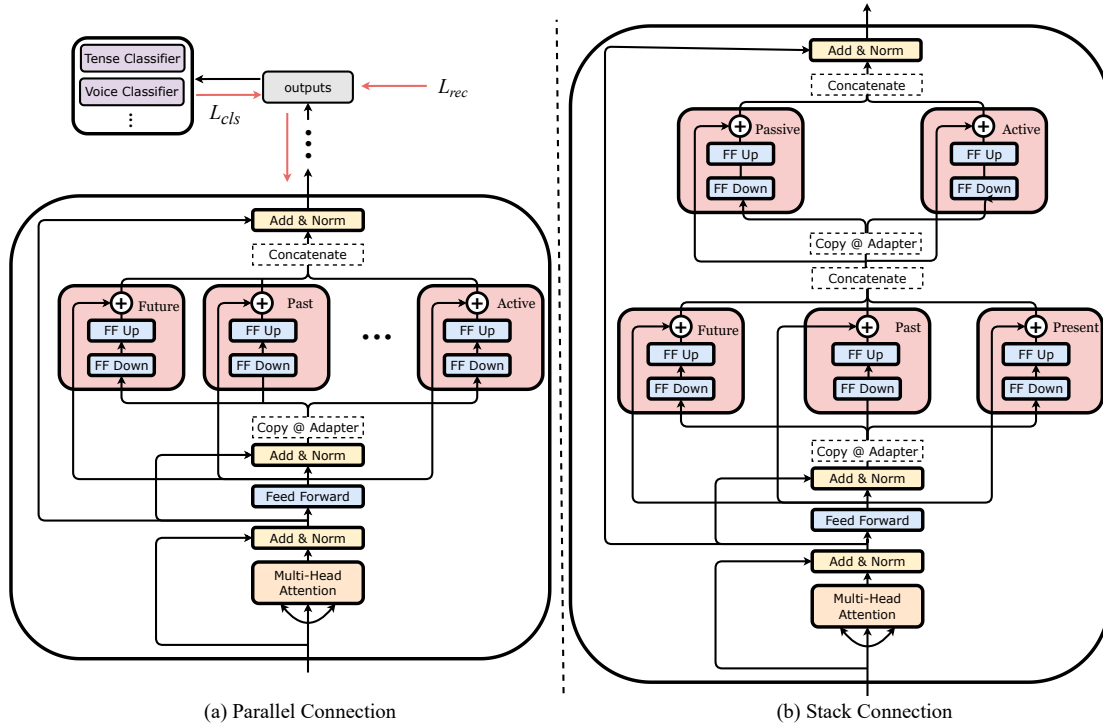 Tense Classifier
Voice Classifier
⋮
outputs
L_rec
L_cls
Add & Norm
Concatenate
Future
Past
Active
FF Up
FF Up
FF Up
FF Down
FF Down
FF Down
Copy @ Adapter
Add & Norm
Feed Forward
Add & Norm
Multi-Head
Attention
(a) Parallel Connection
Add & Norm
Concatenate
Passive
Active
FF Up
FF Up
FF Down
FF Down
Copy @ Adapter
Concatenate
Future
Past
Present
FF Up
FF Up
FF Up
FF Down
FF Down
FF Down
Copy @ Adapter
Add & Norm
Feed Forward
Add & Norm
Multi-Head
Attention
(b) Stack Connection